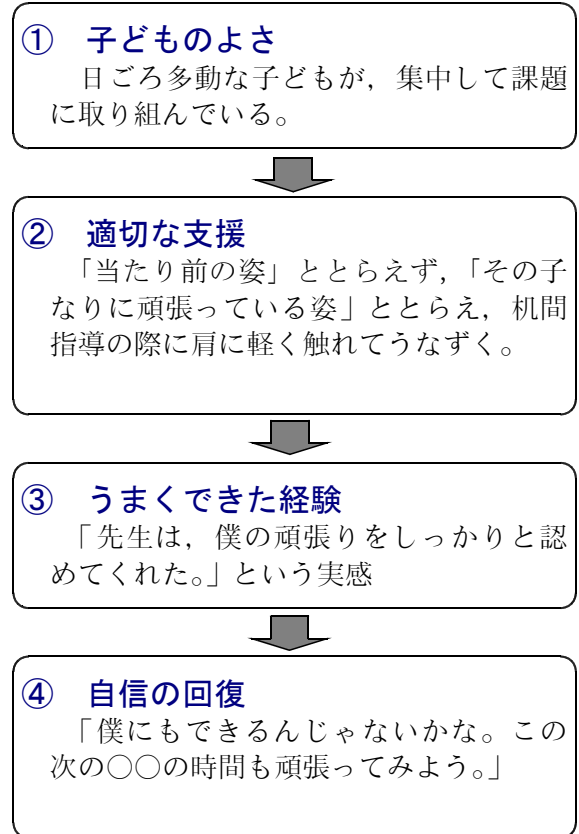 ① 子どものよさ
日ごろ多動な子どもが，集中して課題
に取り組んでいる。
② 適切な支援
「当たり前の姿」ととらえず，「その子
なりに頑張っている姿」ととらえ，机間
指導の際に肩に軽く触れてうなずく。
③ うまくできた経験
「先生は，僕の頑張りをしっかりと認
めてくれた。」という実感
④ 自信の回復
「僕にもできるんじゃないかな。この
次の○○の時間も頑張ってみよう。」